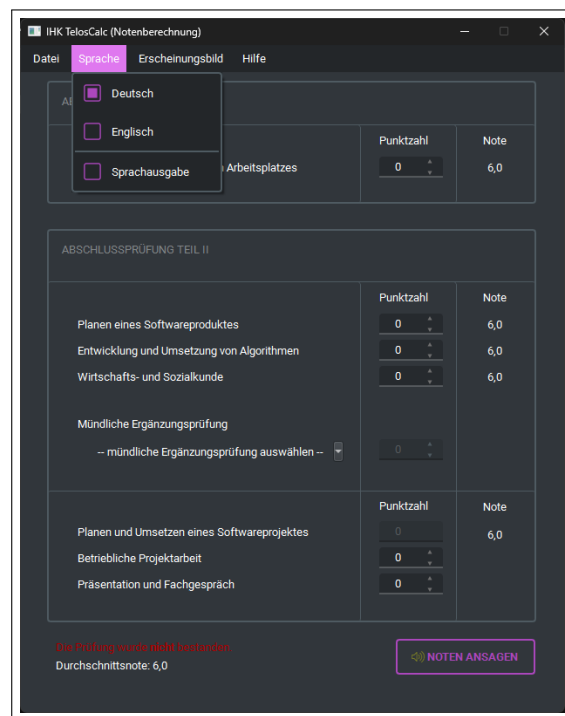 IHK TelosCalc (Notenberechnung)
Datei Sprache Erscheinungsbild Hilfe
Deutsch
Englisch
Sprachausgabe
Punktzahl Note
Arbeitsplatzes 0 6,0
ABSCHLUSSPRÜFUNG TEIL II
Punktzahl Note
Planen eines Softwareproduktes 0 6,0
Entwicklung und Umsetzung von Algorithmen 0 6,0
Wirtschafts- und Sozialkunde 0 6,0
Mündliche Ergänzungsprüfung
-- mündliche Ergänzungsprüfung auswählen -- 0
Punktzahl Note
Planen und Umsetzen eines Softwareprojektes 0 6,0
Betriebliche Projektarbeit 0
Präsentation und Fachgespräch 0
Die Prüfung wurde nicht bestanden
Durchschnittsnote: 6,0
NOTEN ANSAGEN